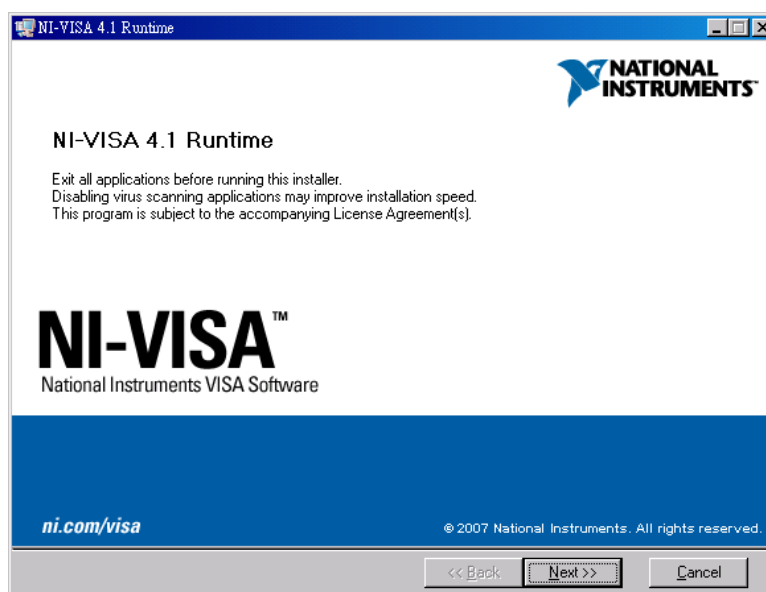 NI-VISA 4.1 Runtime
NATIONAL
INSTRUMENTS™
NI-VISA 4.1 Runtime
Exit all applications before running this installer.
Disabling virus scanning applications may improve installation speed.
This program is subject to the accompanying License Agreement(s).
NI-VISA™
National Instruments VISA Software
ni.com/visa
© 2007 National Instruments. All rights reserved.
<< Back
Next >>
Cancel